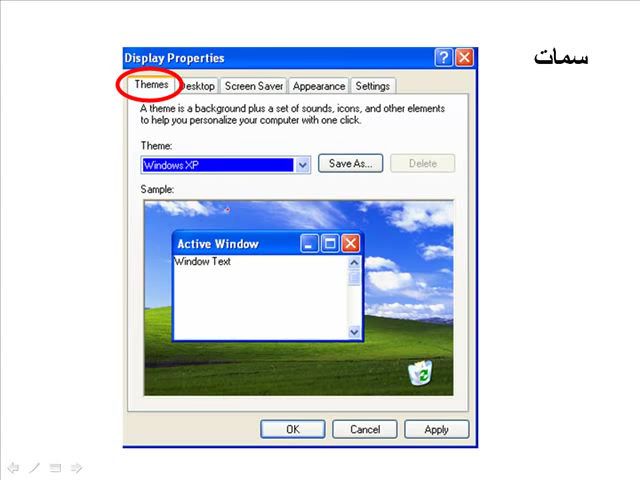 سمات
Display Properties
Themes Desktop Screen Saver Appearance Settings
A theme is a background plus a set of sounds, icons, and other elements
to help you personalize your computer with one click.
Theme:
Windows XP Save As... Delete
Sample:
Active Window
Window Text
OK Cancel Apply